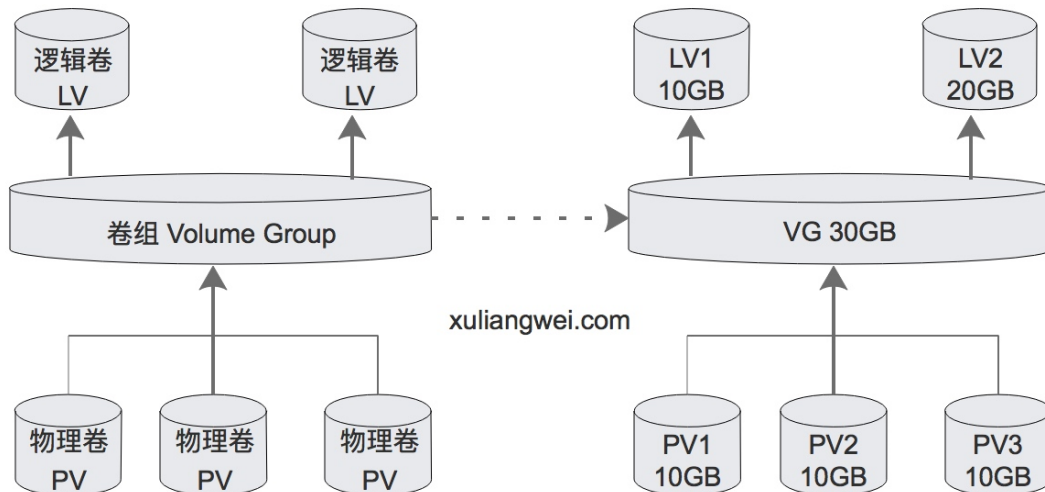 逻辑卷
LV
逻辑卷
LV
LV1
10GB
LV2
20GB
卷组 Volume Group
VG 30GB
xuliangwei.com
物理卷
PV
物理卷
PV
物理卷
PV
PV1
10GB
PV2
10GB
PV3
10GB